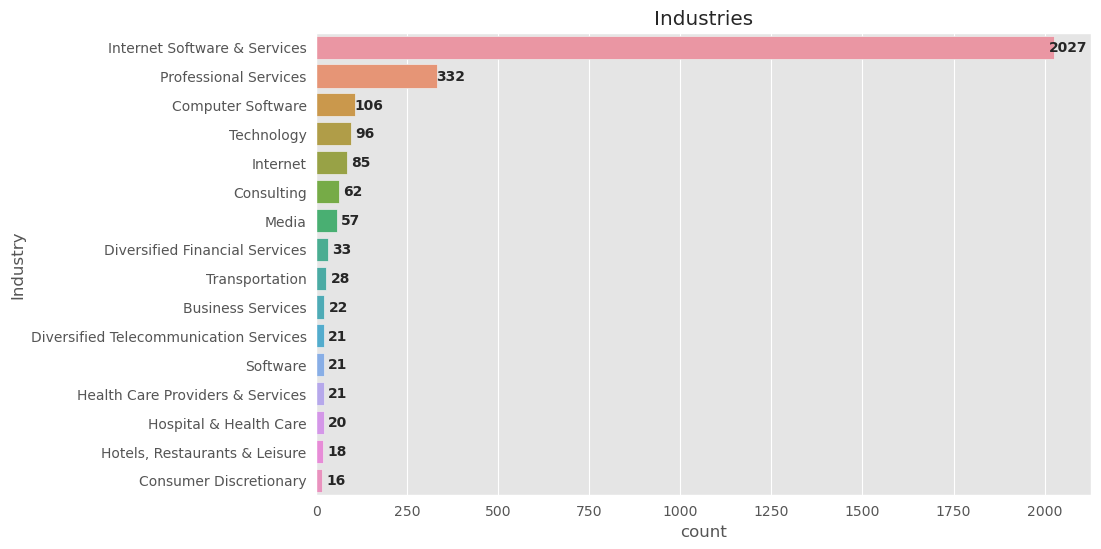 Industries
Internet Software & Services 2027
Professional Services 332
Computer Software 106
Technology 96
Internet 85
Consulting 62
Media 57
Diversified Financial Services 33
Transportation 28
Business Services 22
Diversified Telecommunication Services 21
Software 21
Health Care Providers & Services 21
Hospital & Health Care 20
Hotels, Restaurants & Leisure 18
Consumer Discretionary 16
Industry
0 250 500 750 1000 1250 1500 1750 2000
count